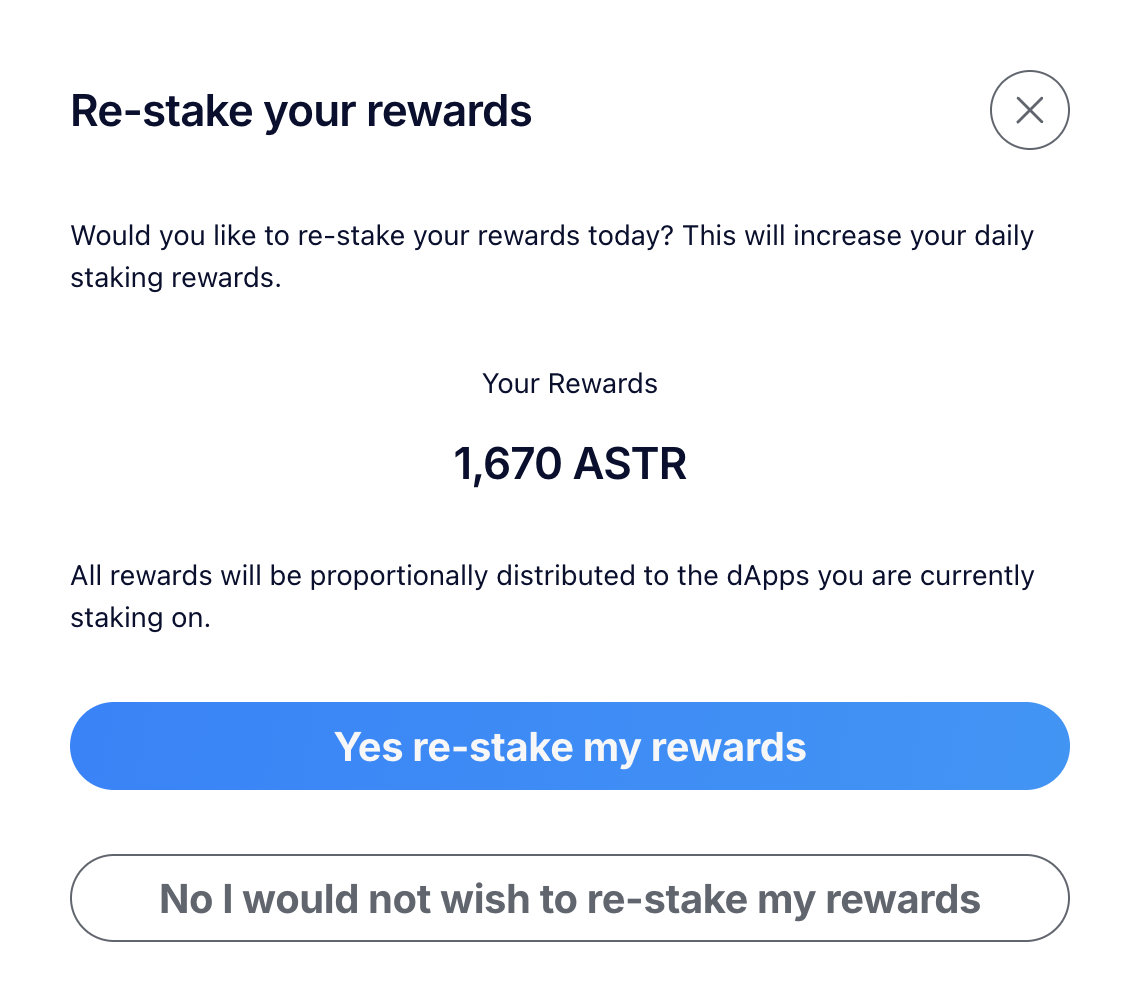 Re-stake your rewards
Would you like to re-stake your rewards today? This will increase your daily
staking rewards.
Your Rewards
1,670 ASTR
All rewards will be proportionally distributed to the dApps you are currently
staking on.
Yes re-stake my rewards
No I would not wish to re-stake my rewards